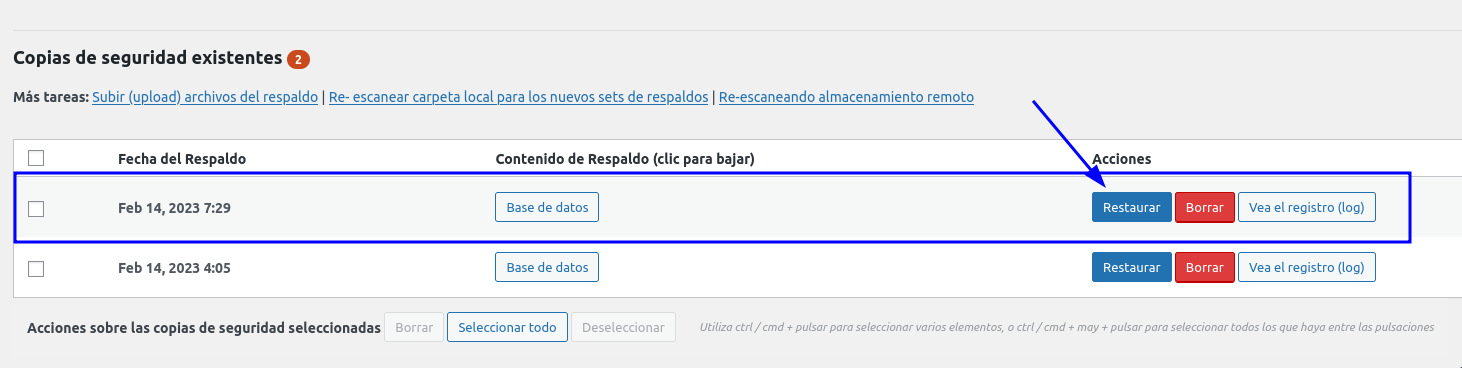 Copias de seguridad existentes 2
Más tareas: Subir (upload) archivos del respaldo | Re- escanear carpeta local para los nuevos sets de respaldos | Re-escaneando almacenamiento remoto
Fecha del Respaldo Contenido de Respaldo (clic para bajar) Acciones
Feb 14, 2023 7:29 Base de datos Restaurar Borrar Vea el registro (log)
Feb 14, 2023 4:05 Base de datos Restaurar Borrar Vea el registro (log)
Acciones sobre las copias de seguridad seleccionadas Borrar Seleccionar todo Deseleccionar Utiliza ctrl / cmd + pulsar para seleccionar varios elementos, o ctrl / cmd + may + pulsar para seleccionar todos los que haya entre las pulsaciones